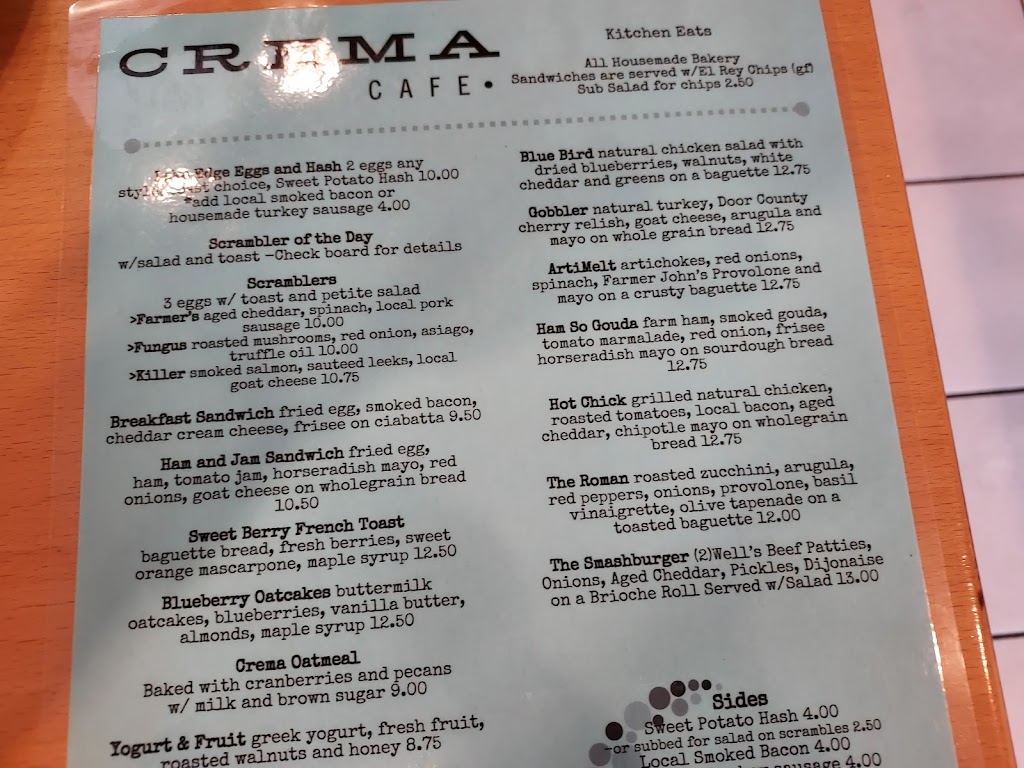 CREMA
CAFE.
Kitchen Eats
All Housemade Bakery
Sandwiches are served w/El Rey Chips (gf)
Sub Salad for chips 2.50
Edge Eggs and Hash 2 eggs any
choice, Sweet Potato Hash 10.00
*add local smoked bacon or
housemade turkey sausage 4.00
Scrambler of the Day
w/salad and toast -Check board for details
Scramblers
3 eggs w/ toast and petite salad
>Farmer's aged cheddar, spinach, local pork
sausage 10.00
>Fungus roasted mushrooms, red onion, asiago,
truffle oil 10.00
>Killer smoked salmon, sauteed leeks, local
goat cheese 10.75
Breakfast Sandwich fried egg, smoked bacon,
cheddar cream cheese, frisee on ciabatta 9.50
Ham and Jam Sandwich fried egg,
ham, tomato jam, horseradish mayo, red
onions, goat cheese on wholegrain bread
10.50
Sweet Berry French Toast
baguette bread, fresh berries, sweet
orange mascarpone, maple syrup 12.50
Blueberry Oatcakes buttermilk
oatcakes, blueberries, vanilla butter,
almonds, maple syrup 12.50
Crema Oatmeal
Baked with cranberries and pecans
w/ milk and brown sugar 9.00
Yogurt & Fruit greek yogurt, fresh fruit,
roasted walnuts and honey 8.75
Blue Bird natural chicken salad with
dried blueberries, walnuts, white
cheddar and greens on a baguette 12.75
Gobbler natural turkey, Door County
cherry relish, goat cheese, arugula and
mayo on whole grain bread 12.75
ArtiMelt artichokes, red onions,
spinach, Farmer John's Provolone and
mayo on a crusty baguette 12.75
Ham So Gouda farm ham, smoked gouda,
tomato marmalade, red onion, frisee
horseradish mayo on sourdough bread
12.75
Hot Chick grilled natural chicken,
roasted tomatoes, local bacon, aged
cheddar, chipotle mayo on wholegrain
bread 12.75
The Roman roasted zucchini, arugula,
red peppers, onions, provolone, basil
vinaigrette, olive tapenade on a
toasted baguette 12.00
The Smashburger (2)Well's Beef Patties,
Onions, Aged Cheddar, Pickles, Dijonaise
on a Brioche Roll Served w/Salad 13.00
Sides
Sweet Potato Hash 4.00
-or subbed for salad on scrambles 2.50
Local Smoked Bacon 4.00
sausage 4.00